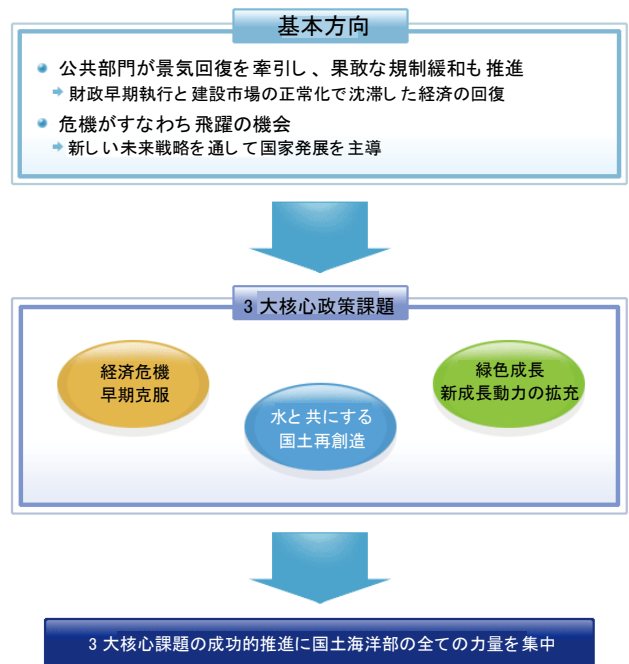 基本方向
公共部門が景気回復を牽引し、果敢な規制緩和も推進
財政早期執行と建設市場の正常化で沈滞した経済の回復
危機がすなわち飛躍の機会
新しい未来戦略を通して国家発展を主導
3大核心政策課題
経済危機
早期克服
水と共にする
国土再創造
緑色成長
新成長動力の拡充
3大核心課題の成功的推進に国土海洋部の全ての力量を集中